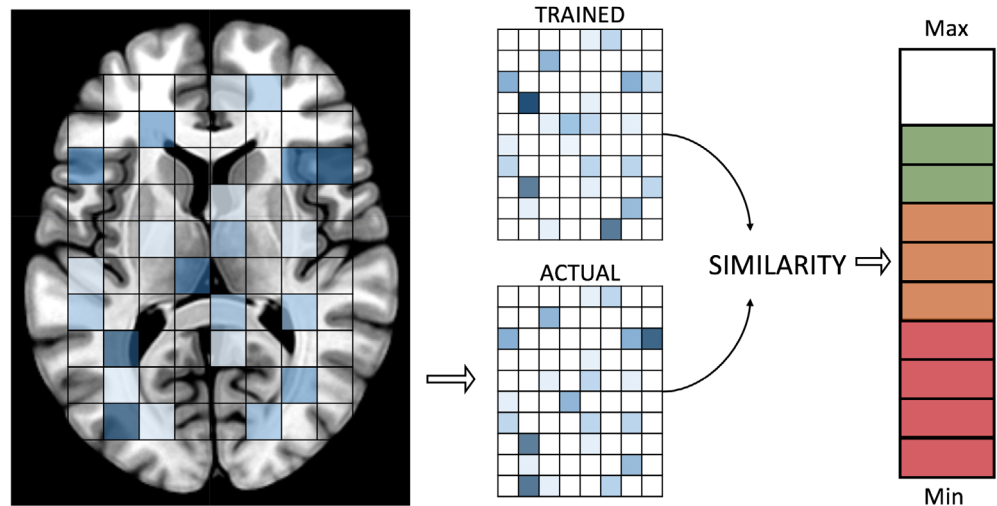 TRAINED
ACTUAL
SIMILARITY
Max
Min